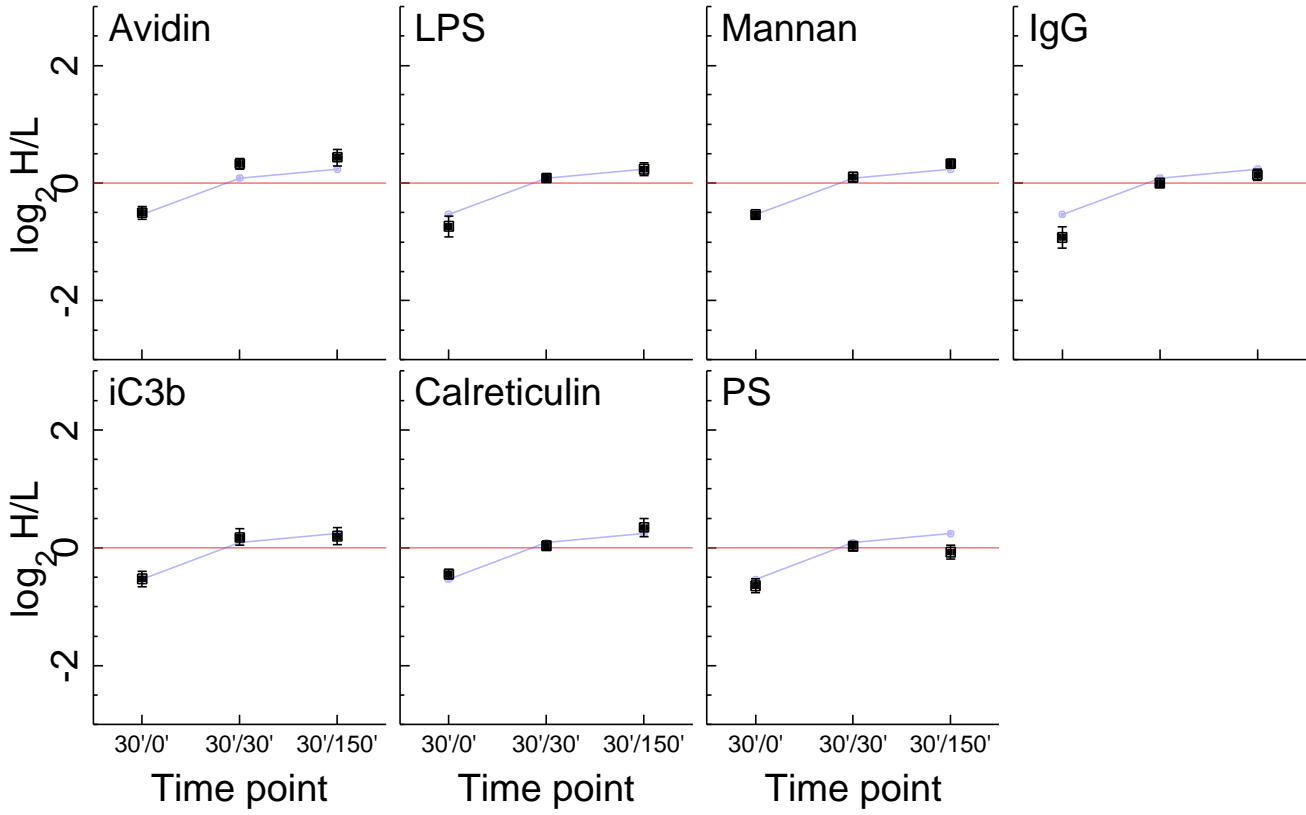 Avidin
LPS
Mannan
IgG
log2 H/L
2
0
-2
iC3b
Calreticulin
PS
log2 H/L
2
0
-2
30'/0' 30'/30' 30'/150'
30'/0' 30'/30' 30'/150'
30'/0' 30'/30' 30'/150'
Time point
Time point
Time point